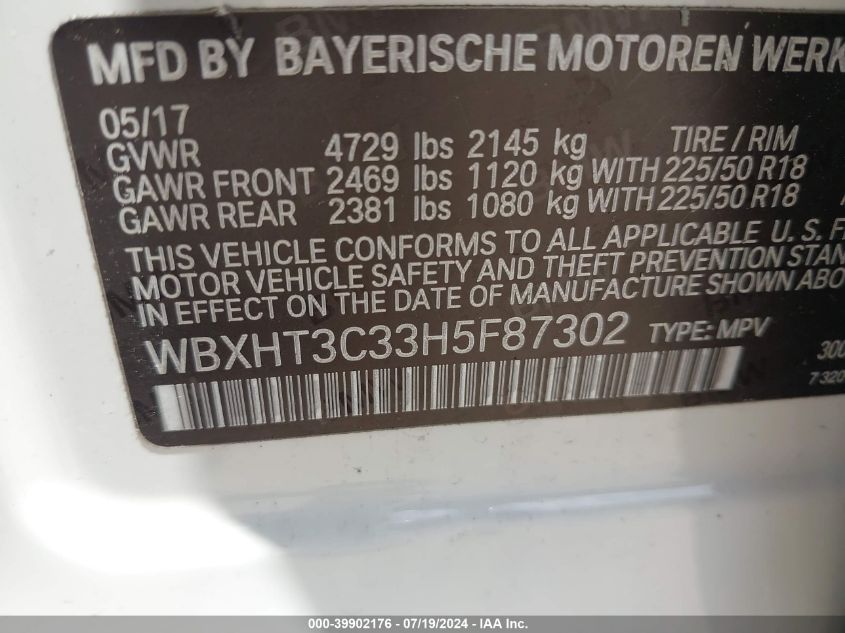 MFD BY BAYERISCHE MOTOREN WERK
05/17
GVWR 4729 lbs 2145 kg TIRE / RIM
GAWR FRONT 2469 lbs 1120 kg WITH 225/50 R18
GAWR REAR 2381 lbs 1080 kg WITH 225/50 R18
THIS VEHICLE CONFORMS TO ALL APPLICABLE U. S. F
MOTOR VEHICLE SAFETY AND THEFT PREVENTION STAN
IN EFFECT ON THE DATE OF MANUFACTURE SHOWN ABO
WBXHT3C33H5F87302 TYPE: MPV
300
7 320
000-39902176 - 07/19/2024 - IAA Inc.